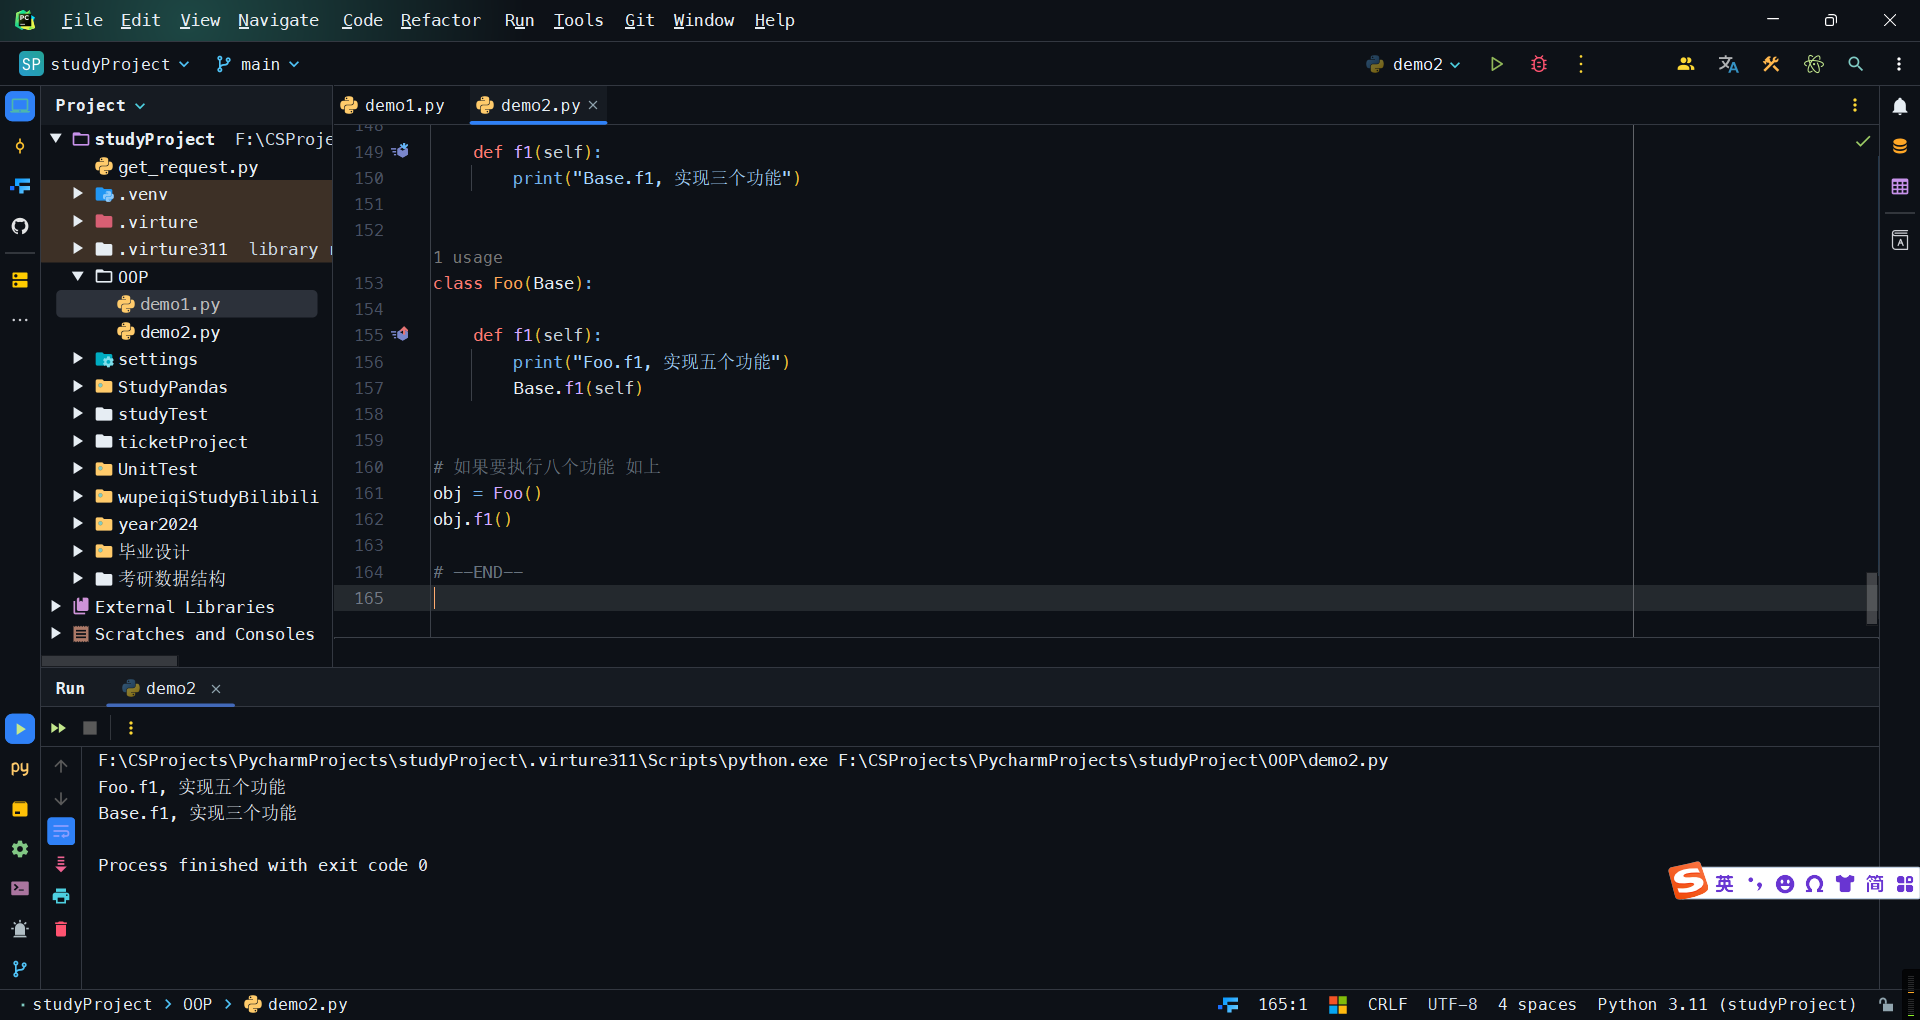 File Edit View Navigate Code Refactor Run Tools Git Window Help
SP studyProject main demo2
Project demo1.py demo2.py
studyProject F:\CSProje
get_request.py
.venv
.virture
.virture311 library
OOP
demo1.py
demo2.py
settings
StudyPandas
studyTest
ticketProject
UnitTest
wupeiqiStudyBilibili
year2024
毕业设计
考研数据结构
External Libraries
Scratches and Consoles
148
149 def f1(self):
150 print("Base.f1, 实现三个功能")
151
152
1 usage
153 class Foo(Base):
154
155 def f1(self):
156 print("Foo.f1, 实现五个功能")
157 Base.f1(self)
158
159
160 # 如果要执行八个功能 如上
161 obj = Foo()
162 obj.f1()
163
164 # --END--
165
Run demo2
F:\CSProjects\PycharmProjects\studyProject\.virture311\Scripts\python.exe F:\CSProjects\PycharmProjects\studyProject\OOP\demo2.py
Foo.f1, 实现五个功能
Base.f1, 实现三个功能
Process finished with exit code 0
英 简
studyProject > OOP > demo2.py 165:1 CRLF UTF-8 4 spaces Python 3.11 (studyProject)